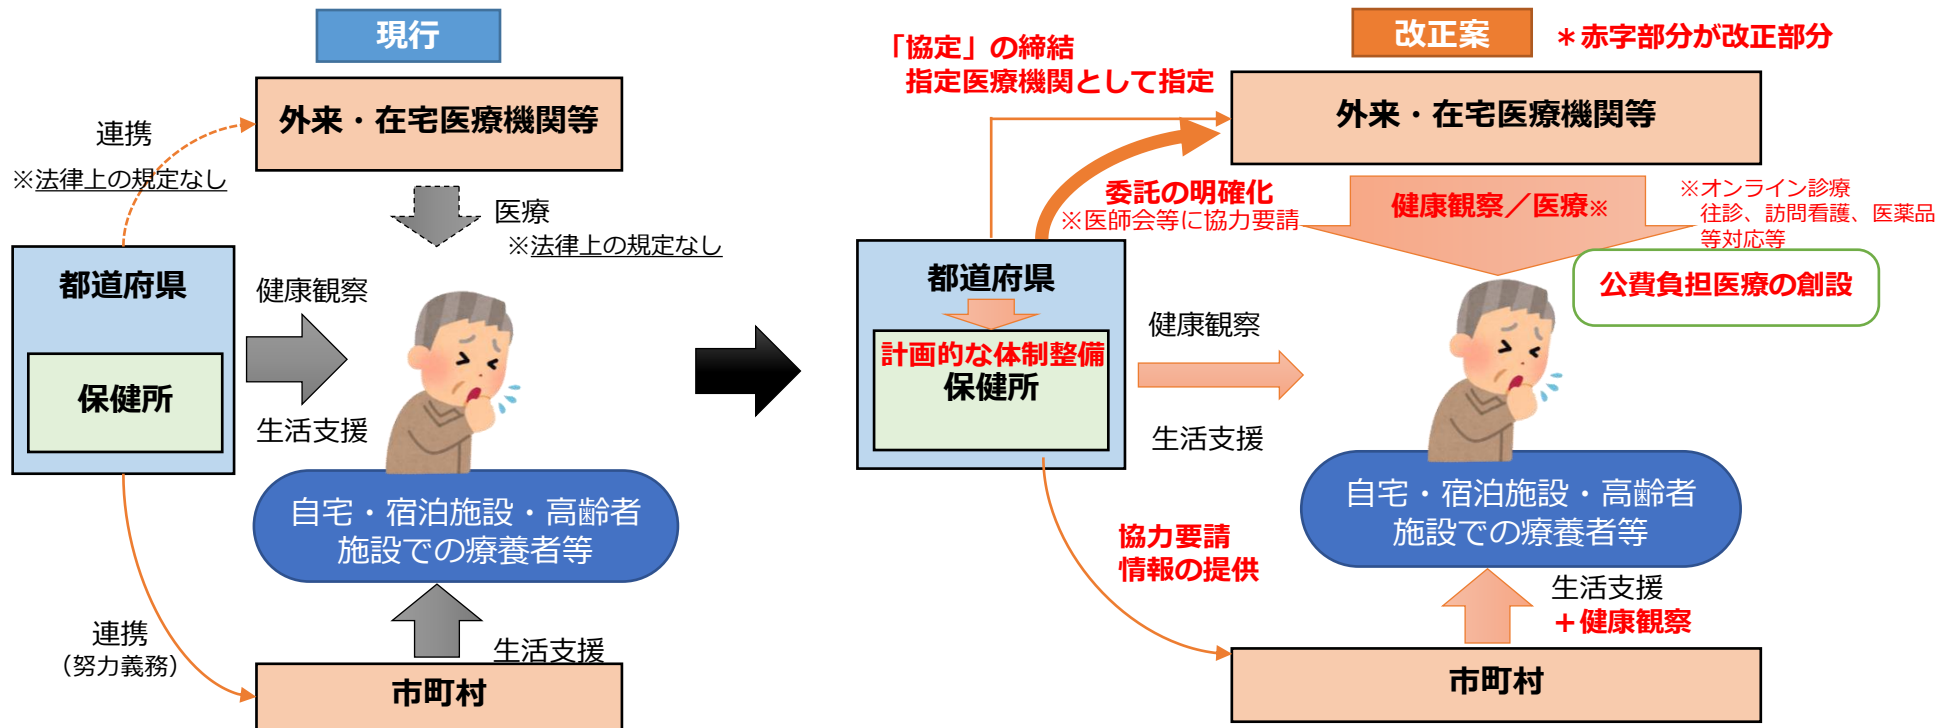 現行
外来・在宅医療機関等
連携
※法律上の規定なし
医療
※法律上の規定なし
都道府県
保健所
健康観察
生活支援
自宅・宿泊施設・高齢者
施設での療養者等
連携
（努力義務）
生活支援
市町村
改正案
＊赤字部分が改正部分
「協定」の締結
指定医療機関として指定
外来・在宅医療機関等
委託の明確化
※医師会等に協力要請
健康観察／医療※
※オンライン診療
往診、訪問看護、医薬品
等対応等
公費負担医療の創設
都道府県
計画的な体制整備
保健所
健康観察
生活支援
自宅・宿泊施設・高齢者
施設での療養者等
協力要請
情報の提供
生活支援
＋健康観察
市町村